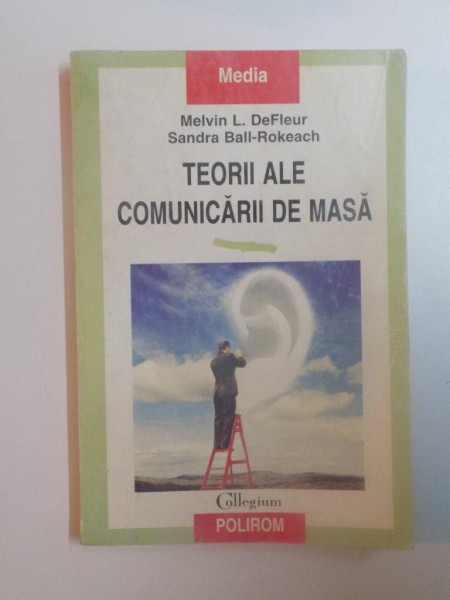 Media
Melvin L. DeFleur
Sandra Ball-Rokeach
TEORII ALE
COMUNICĂRII DE MASĂ
Collegium
POLIROM